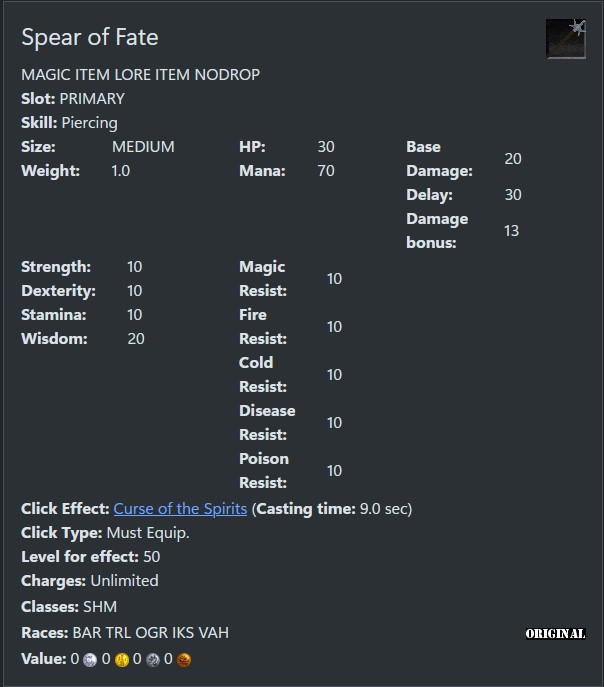 Spear of Fate
MAGIC ITEM LORE ITEM NODROP
Slot: PRIMARY
Skill: Piercing
Size: MEDIUM HP: 30 Base Damage: 20
Weight: 1.0 Mana: 70
Delay: 30
Damage bonus: 13
Strength: 10 Magic Resist: 10
Dexterity: 10
Stamina: 10 Fire Resist: 10
Wisdom: 20
Cold Resist: 10
Disease Resist: 10
Poison Resist: 10
Click Effect: Curse of the Spirits (Casting time: 9.0 sec)
Click Type: Must Equip.
Level for effect: 50
Charges: Unlimited
Classes: SHM
Races: BAR TRL OGR IKS VAH ORIGINAL
Value: 0 0 0 0